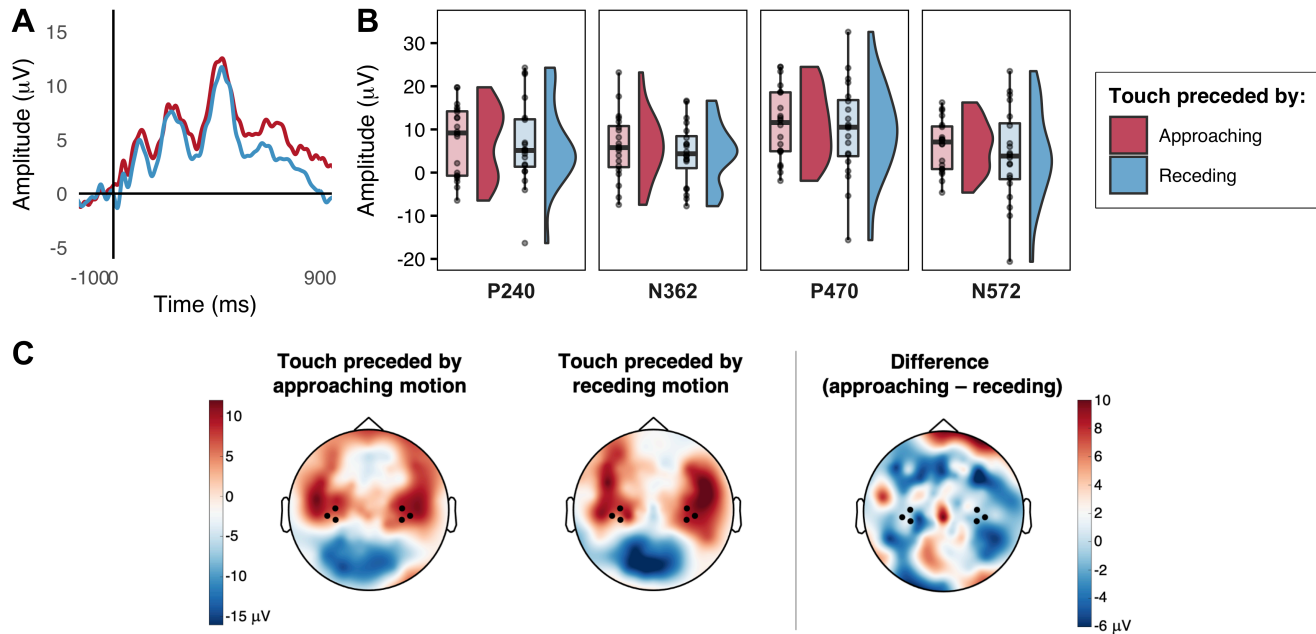 A
Amplitude (µV)
15
10
5
0
-5
-100
0
900
Time (ms)
B
Amplitude (µV)
30
20
10
0
-10
-20
P240
N362
P470
N572
Touch preceded by:
Approaching
Receding
C
Touch preceded by
approaching motion
10
5
0
-5
-10
-15 µV
Touch preceded by
receding motion
Difference
(approaching – receding)
10
8
6
4
2
0
-2
-4
-6 µV